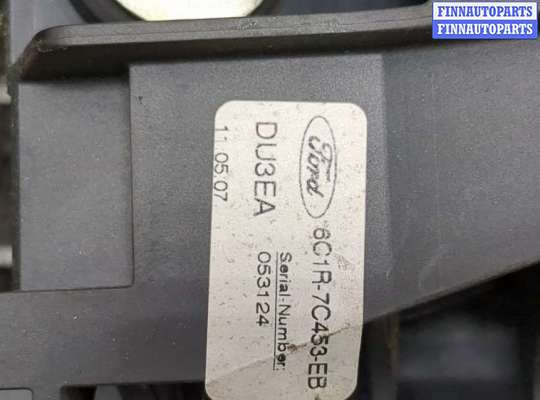 FINNAUTOPARTS
FINNAUTOPARTS
Ford 6C1R-7C453-EB
DU3EA Serial-Number:
11.05.07 053124